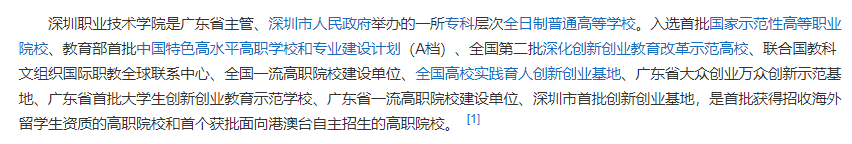 深圳职业技术学院是广东省主管、深圳市人民政府举办的一所专科层次全日制普通高等学校。入选首批国家示范性高等职业
院校、教育部首批中国特色高水平高职学校和专业建设计划（A档）、全国第二批深化创新创业教育改革示范高校、联合国教科
文组织国际职教全球联系中心、全国一流高职院校建设单位、全国高校实践育人创新创业基地、广东省大众创业万众创新示范基
地、广东省首批大学生创新创业教育示范学校、广东省一流高职院校建设单位、深圳市首批创新创业基地，是首批获得招收海外
留学生资质的高职院校和首个获批面向港澳台自主招生的高职院校。 [1]